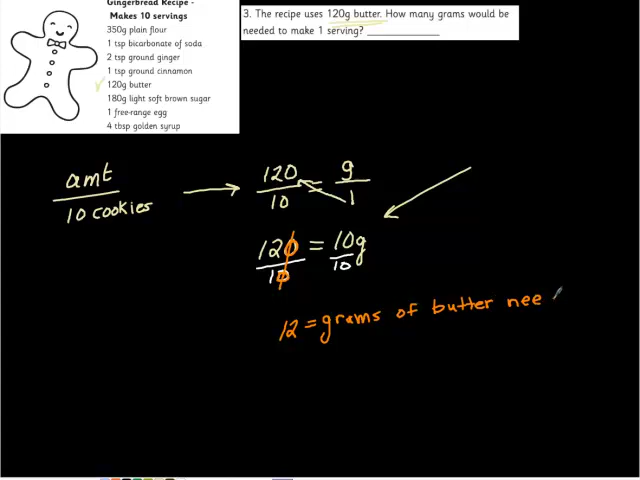 Gingerbread Recipe -
Makes 10 servings
350g plain flour
1 tsp bicarbonate of soda
2 tsp ground ginger
1 tsp ground cinnamon
120g butter
180g light soft brown sugar
1 free-range egg
4 tbsp golden syrup
3. The recipe uses 120g butter. How many grams would be
needed to make 1 serving? ____________
amt
10 cookies
120 = g
10 1
120 = 10g
10 10
12 = grams of butter nee